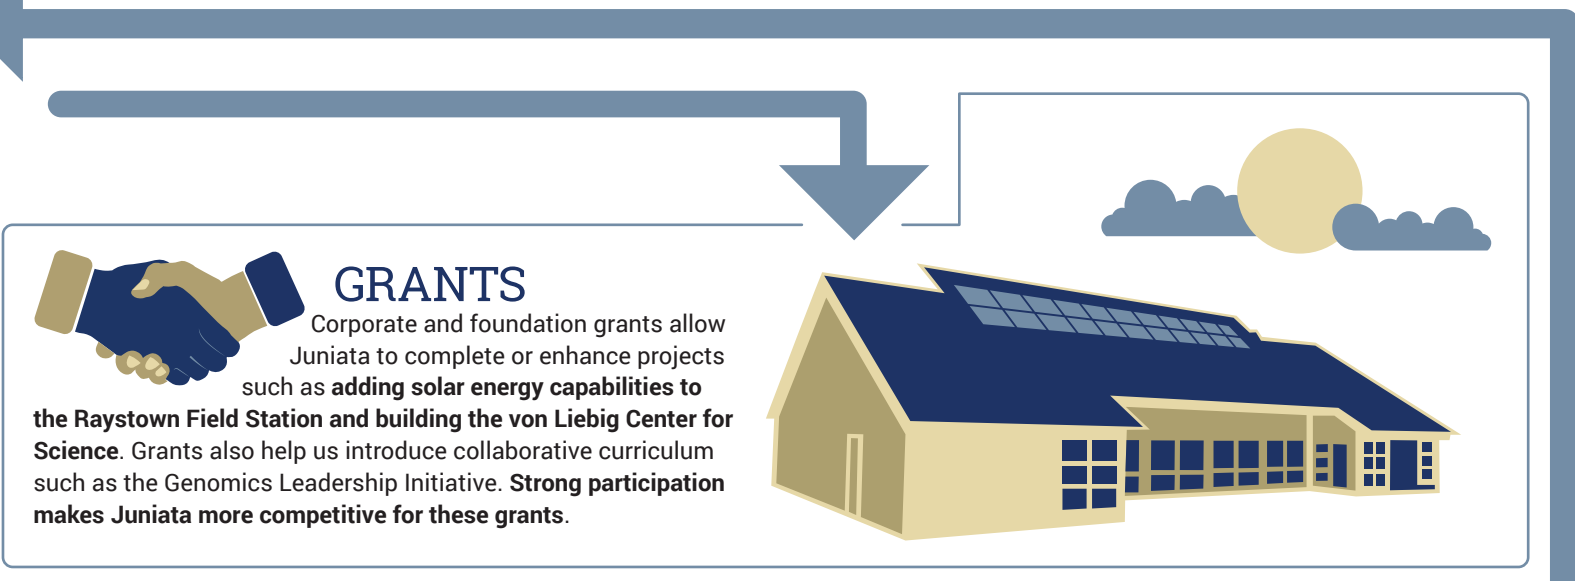 GRANTS
Corporate and foundation grants allow
Juniata to complete or enhance projects
such as adding solar energy capabilities to
the Raystown Field Station and building the von Liebig Center for
Science. Grants also help us introduce collaborative curriculum
such as the Genomics Leadership Initiative. Strong participation
makes Juniata more competitive for these grants.